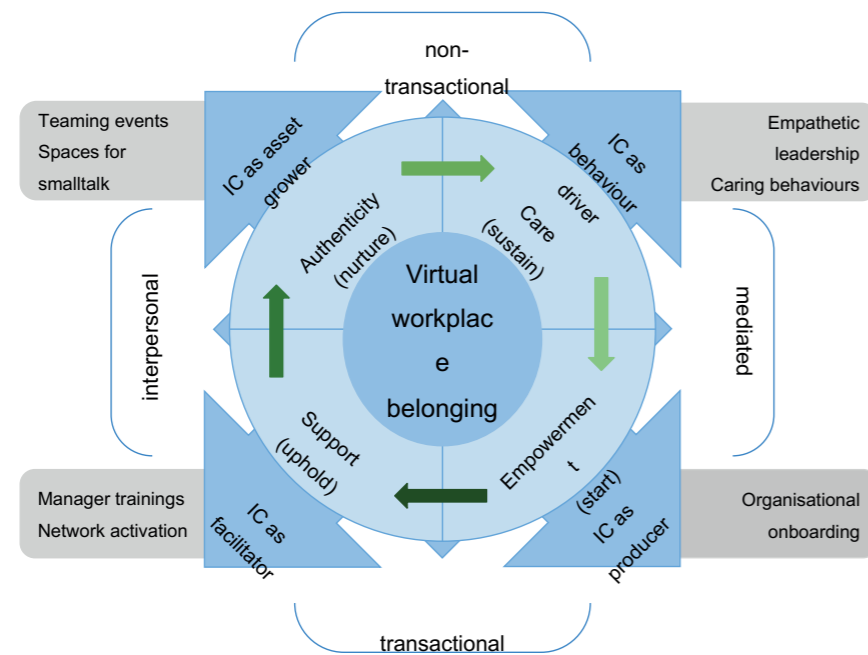 non-
transactional
Teaming events
Spaces for
smalltalk
IC as asset
grower
IC as
behaviour
driver
Empathetic
leadership
Caring behaviours
Authenticity
(nurture)
Care
(sustain)
interpersonal
Virtual
workplac
e
belonging
mediated
Support
(uphold)
Empowermen
t
(start)
Manager trainings
Network activation
IC as
facilitator
IC as
producer
Organisational
onboarding
transactional